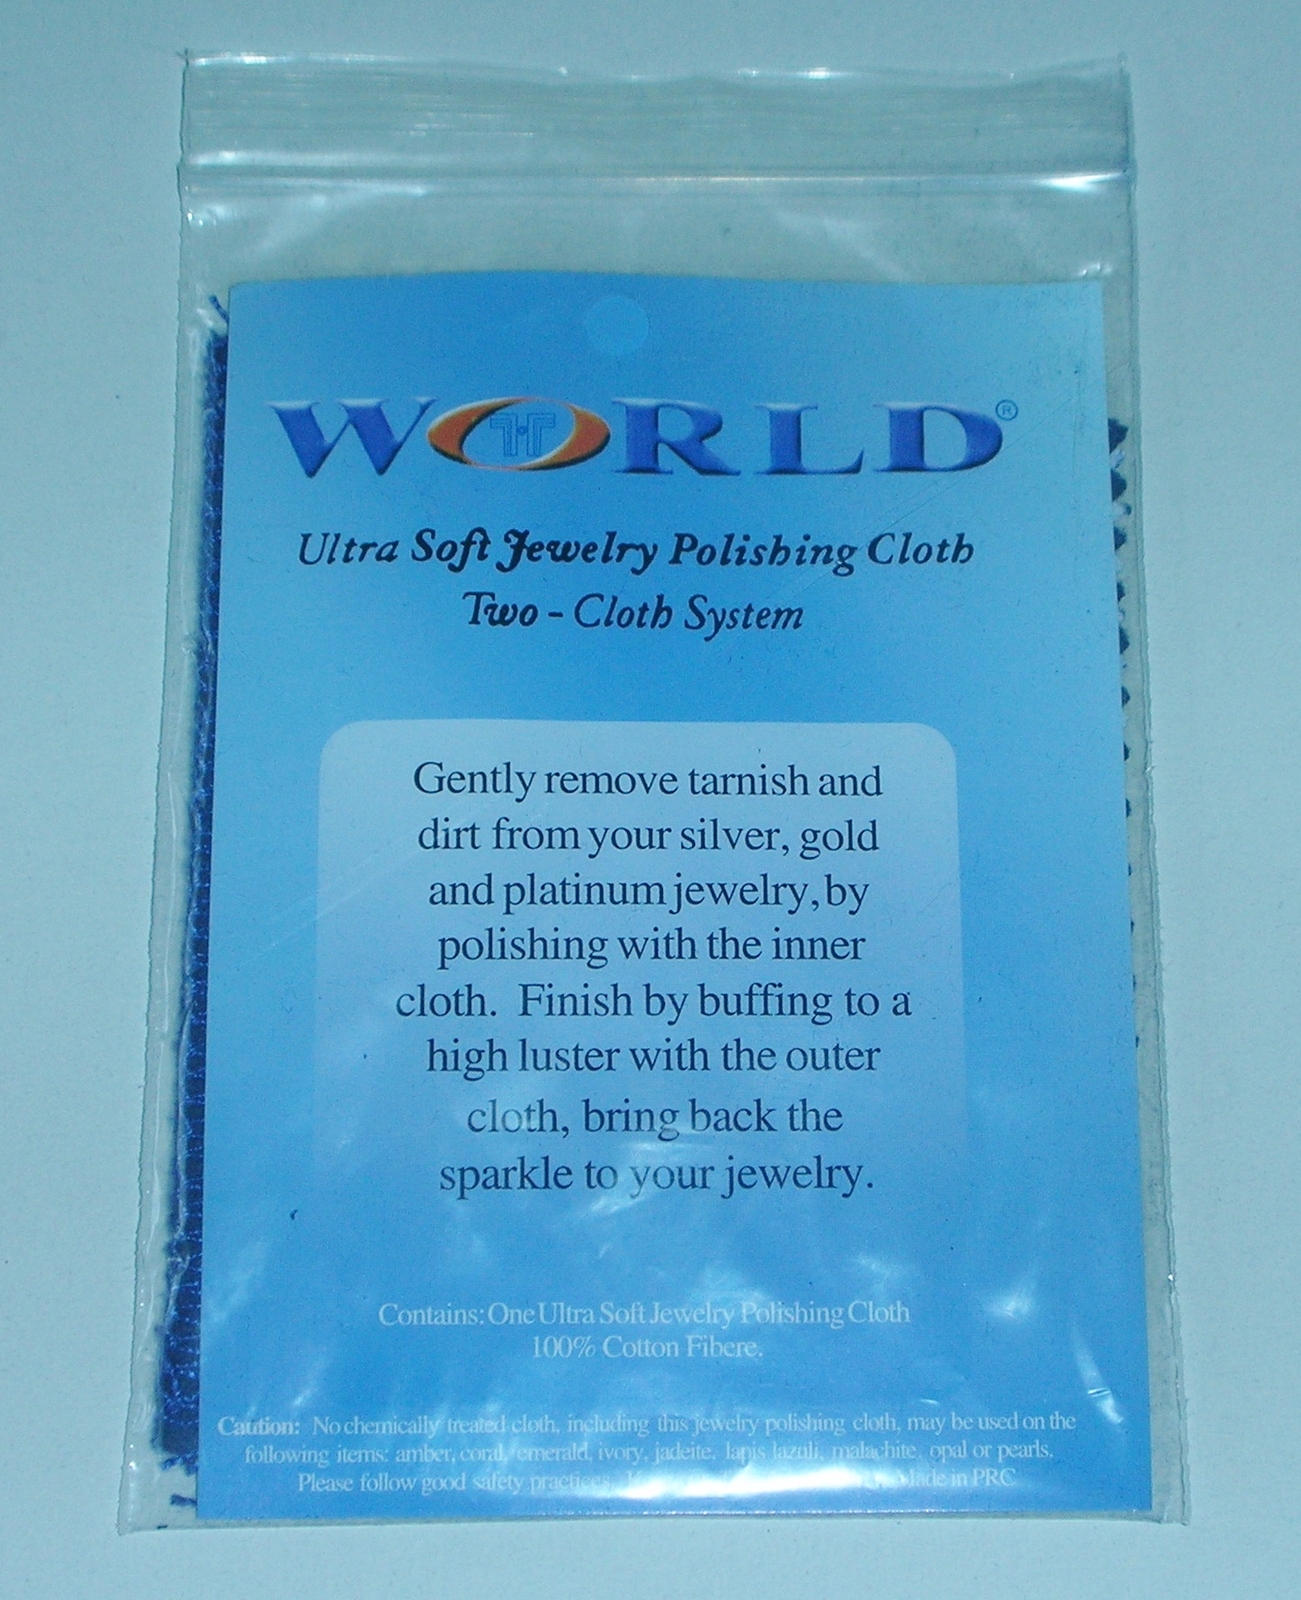 WORLD®
Ultra Soft Jewelry Polishing Cloth
Two - Cloth System
Gently remove tarnish and
dirt from your silver, gold
and platinum jewelry, by
polishing with the inner
cloth. Finish by buffing to a
high luster with the outer
cloth, bring back the
sparkle to your jewelry.
Contains: One Ultra Soft Jewelry Polishing Cloth
100% Cotton Fibere.
Caution: No chemically treated cloth, including this jewelry polishing cloth, may be used on the
following items: amber, coral, emerald, ivory, jadeite, lapis lazuli, malachite, opal or pearls.
Please follow good safety practices. Made in PRC